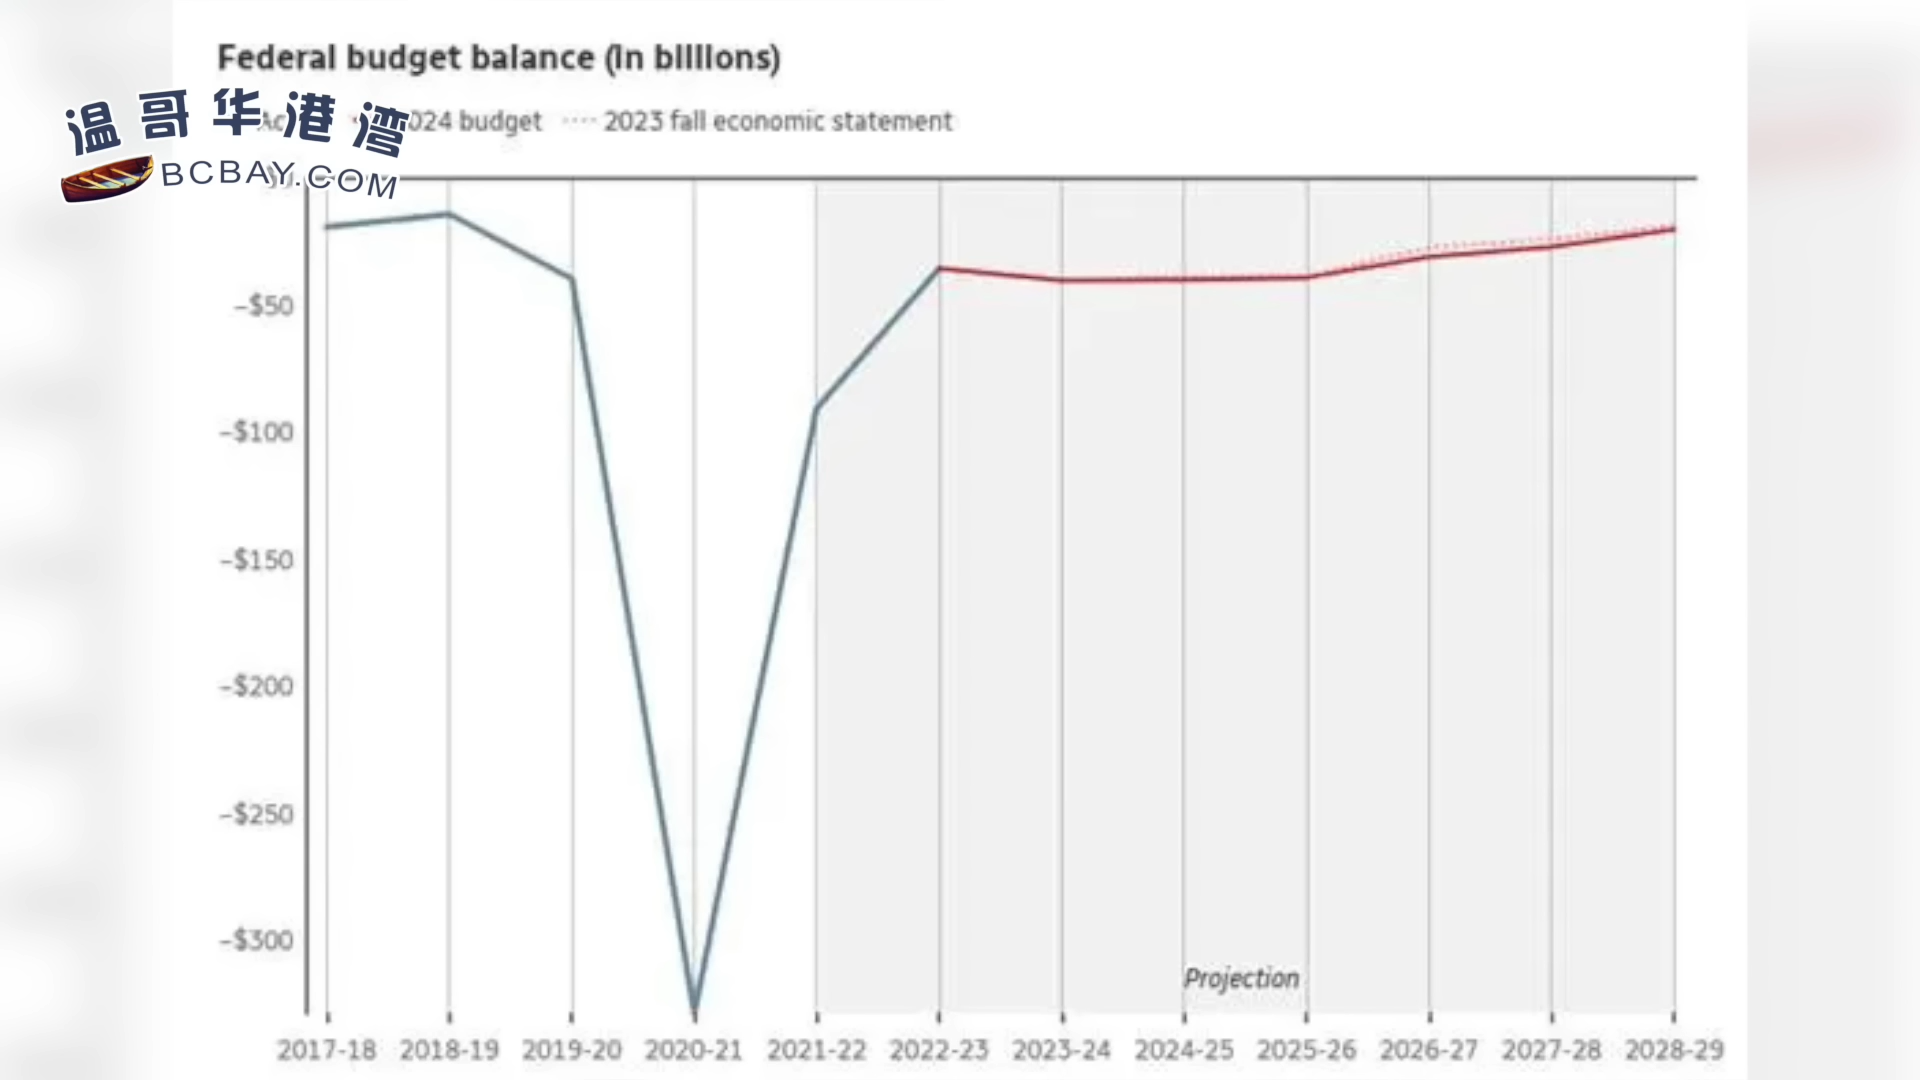 Federal budget balance (in billions)
温哥华港湾
024 budget
2023 fall economic statement
BCBAY.COM
–$50
–$100
–$150
–$200
–$250
–$300
Projection
2017-18 2018-19 2019-20 2020-21 2021-22 2022-23 2023-24 2024-25 2025-26 2026-27 2027-28 2028-29